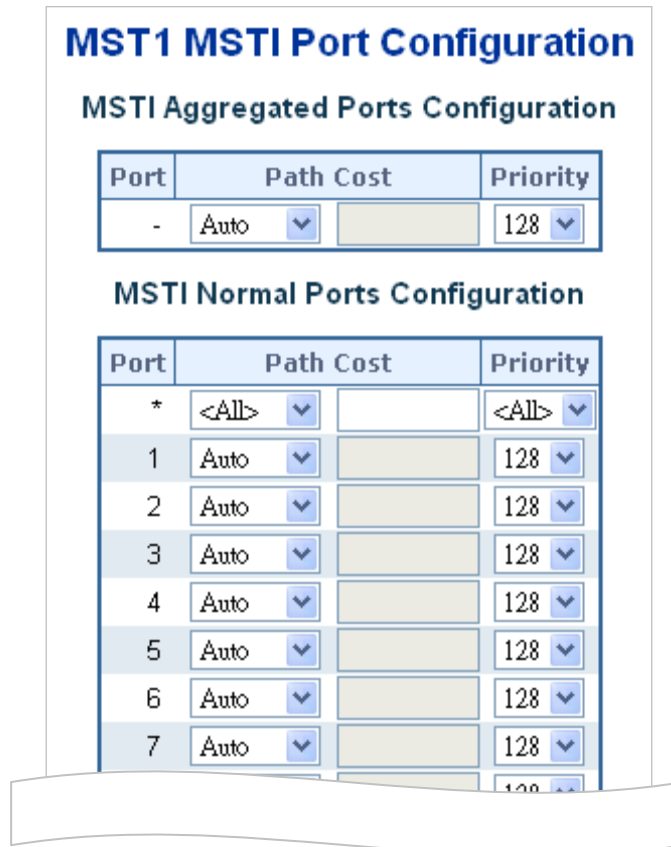 MST1 MSTI Port Configuration
MSTI Aggregated Ports Configuration
Port Path Cost Priority
- Auto 128
MSTI Normal Ports Configuration
Port Path Cost Priority
* <All> <All>
1 Auto 128
2 Auto 128
3 Auto 128
4 Auto 128
5 Auto 128
6 Auto 128
7 Auto 128